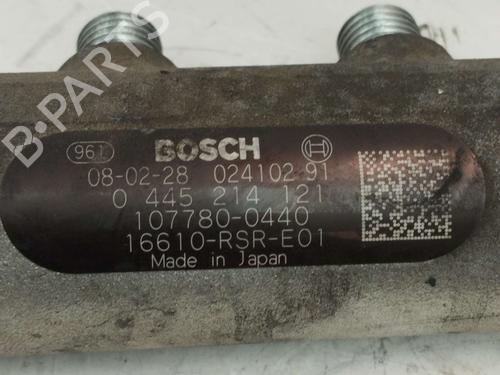 B·PARTS
961 BOSCH
08-02-28 024102 91
0 445 214 121
107780-0440
16610-RSR-E01
Made in Japan